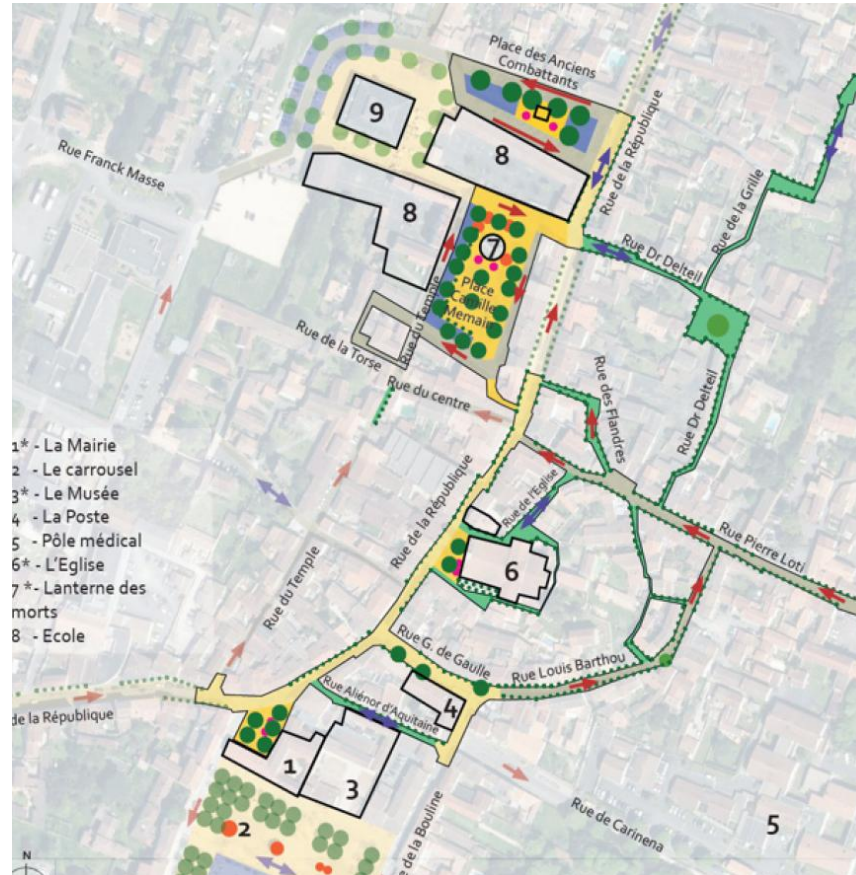 Place des Anciens
Combattants
9
Rue de la République
8
Rue Franck Masse
Rue de la Grille
8
Rue Dr Delteil
7
Place
Camille
Memain
Rue du Temple
Rue de la Torse
Rue du centre
Rue des Flandres
Rue Dr Delteil
1* - La Mairie
2 - Le carrousel
3* - Le Musée
4 - La Poste
5 - Pôle médical
6* - L'Eglise
7*- Lanterne des
morts
8 - Ecole
Rue de la République
Rue de l'Eglise
Rue Pierre Loti
6
Rue du Temple
Rue G. de Gaulle
Rue Louis Barthou
Rue Aliénor d'Aquitaine
4
de la République
1
3
2
e de la Bouline
Rue de Carinena
5
N